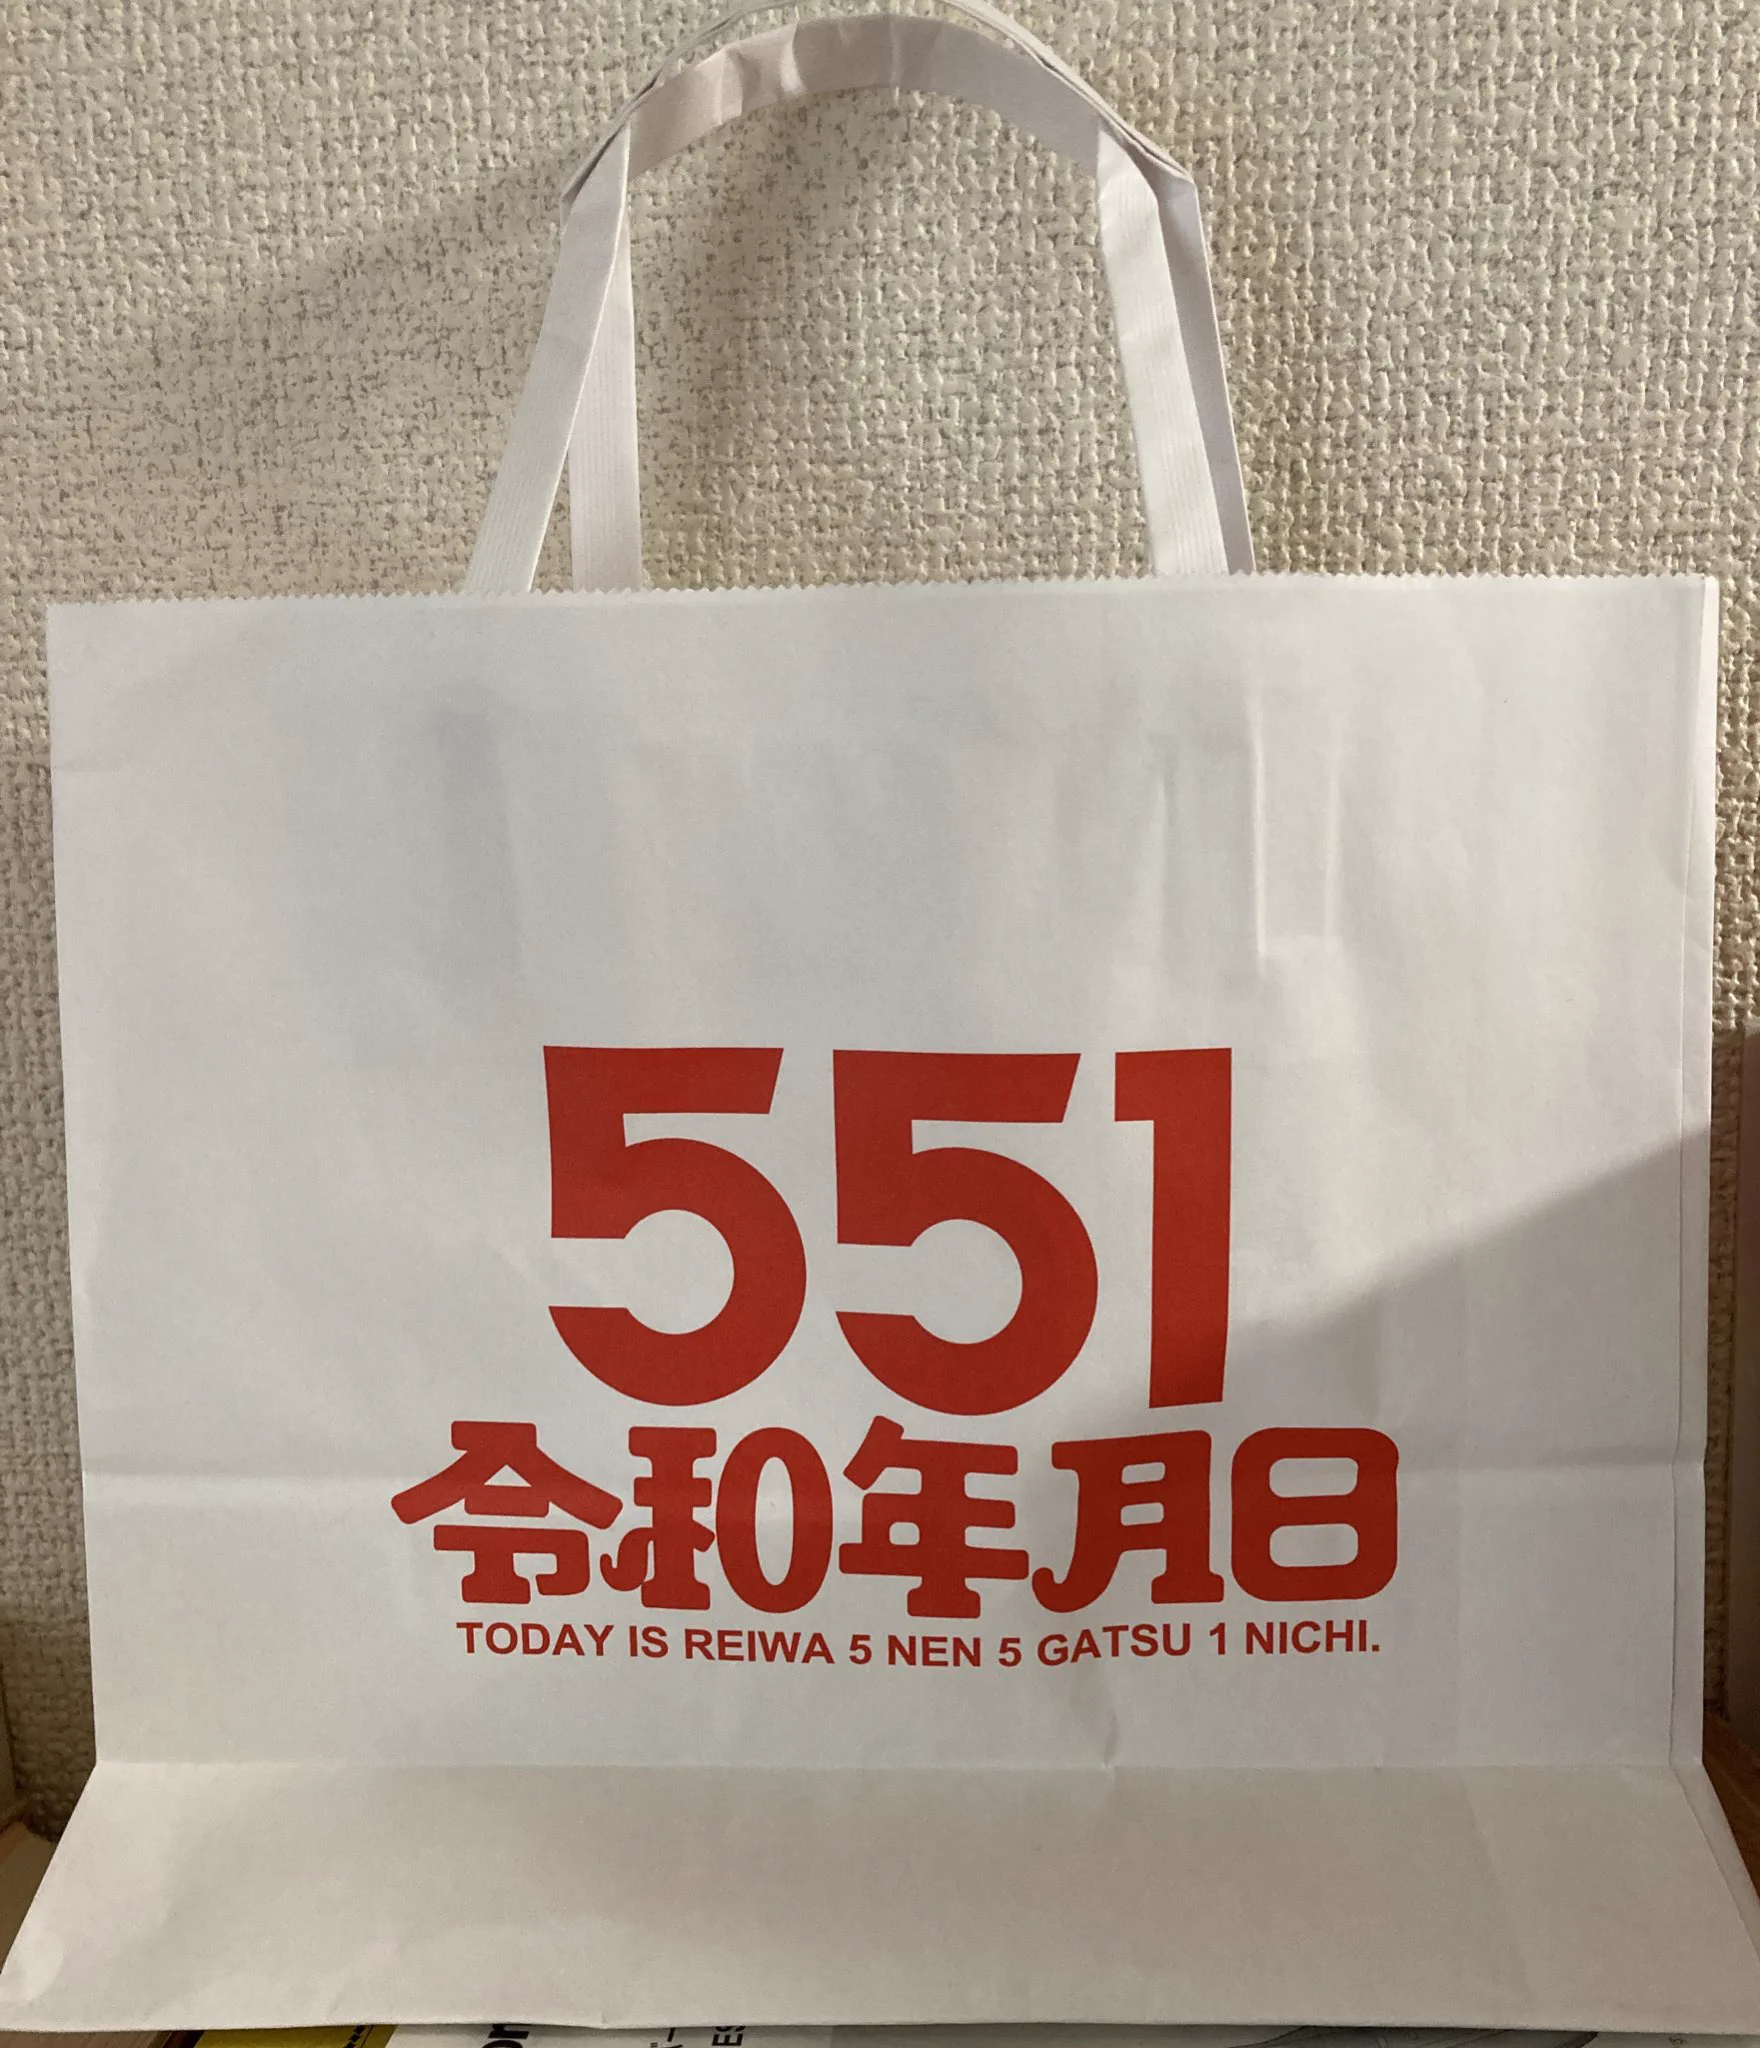 551
令和年月日
TODAY IS REIWA 5 NEN 5 GATSU 1 NICHI.